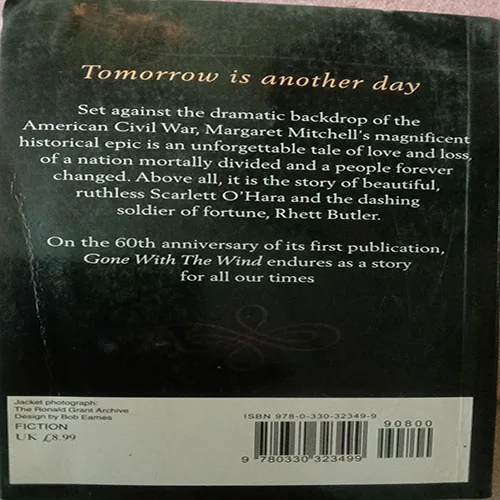 Tomorrow is another day
Set against the dramatic backdrop of the
American Civil War, Margaret Mitchell's magnificent
historical epic is an unforgettable tale of love and loss,
of a nation mortally divided and a people forever
changed. Above all, it is the story of beautiful,
ruthless Scarlett O'Hara and the dashing
soldier of fortune, Rhett Butler.
On the 60th anniversary of its first publication,
Gone With The Wind endures as a story
for all our times
Jacket photograph:
The Ronald Grant Archive
Design by Bob Eames
FICTION
UK £8.99
ISBN 978-0-330-32349-9
90800
9 780330 323499